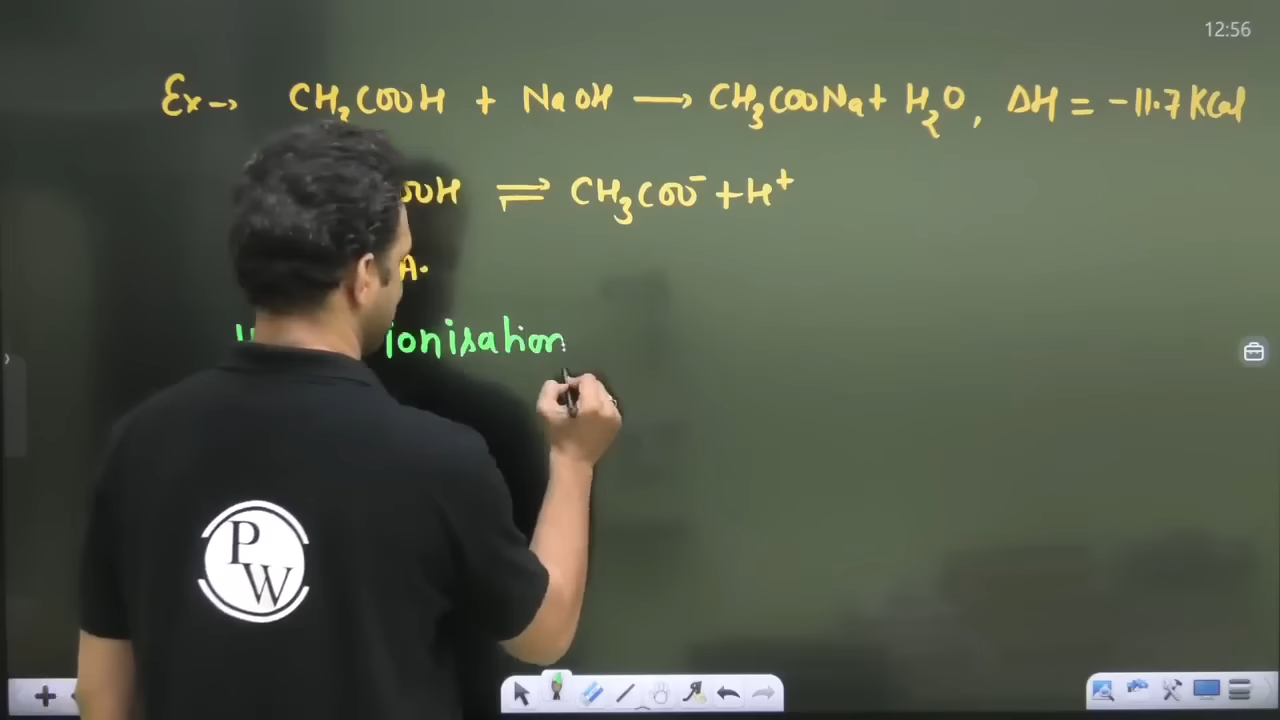 12:56
Ex→ CH₃COOH + NaOH ⟶ CH₃COONa + H₂O, ΔH = -11.7 KCal
OOH ⇌ CH₃COO⁻ + H⁺
A.
ionisation
P
W